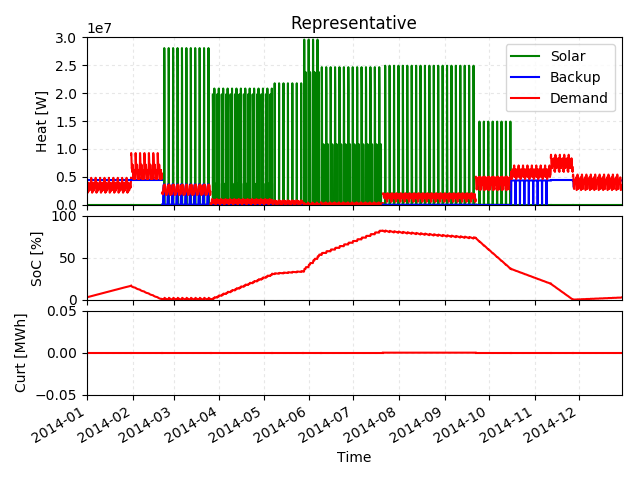 Representative
1e7
3.0
2.5
2.0
1.5
1.0
0.5
0.0
Heat [W]
Solar
Backup
Demand
100
50
0
SoC [%]
0.05
0.00
−0.05
Curt [MWh]
2014-01
2014-02
2014-03
2014-04
2014-05
2014-06
2014-07
2014-08
2014-09
2014-10
2014-11
2014-12
Time